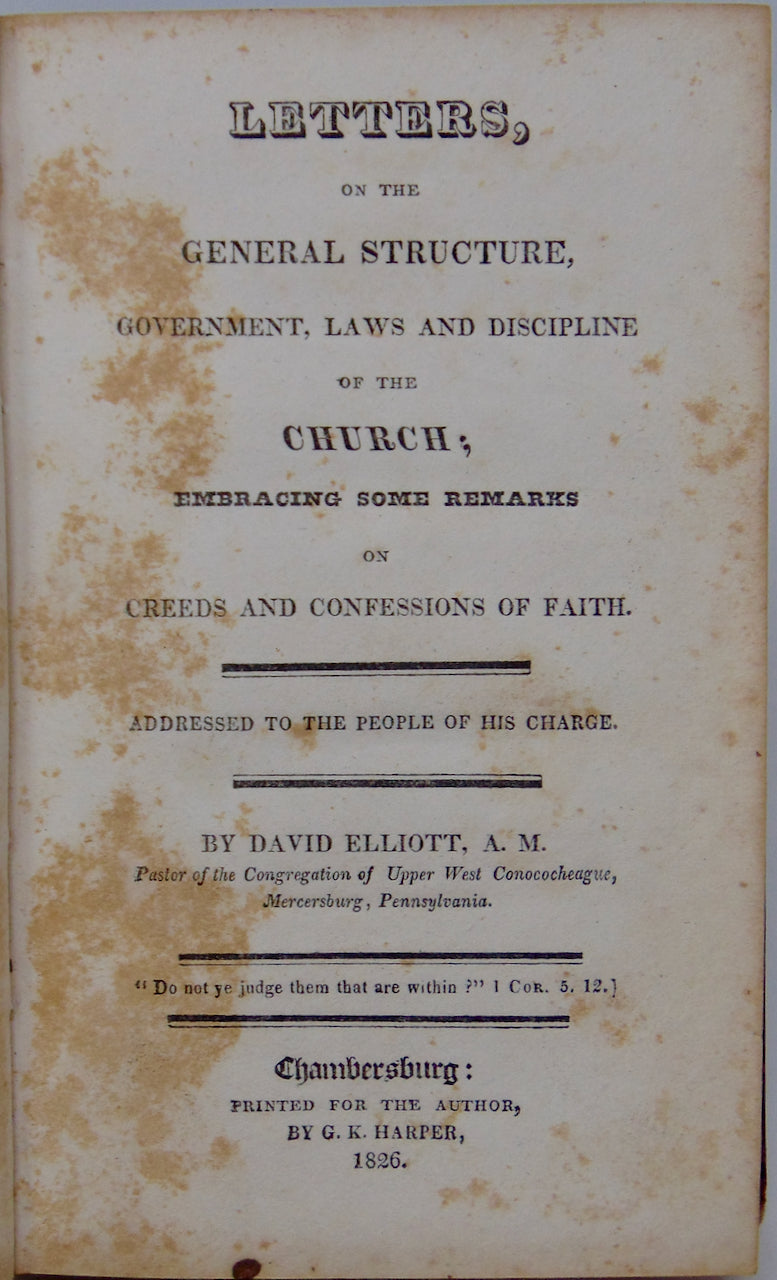 LETTERS,
ON THE
GENERAL STRUCTURE,
GOVERNMENT, LAWS AND DISCIPLINE
OF THE
CHURCH;
EMBRACING SOME REMARKS
ON
CREEDS AND CONFESSIONS OF FAITH.
ADDRESSED TO THE PEOPLE OF HIS CHARGE.
BY DAVID ELLIOTT, A. M.
Pastor of the Congregation of Upper West Conococheague,
Mercersburg, Pennsylvania.
“ Do not ye judge them that are within ?” 1 COR. 5. 12.]
Chambersburg:
PRINTED FOR THE AUTHOR,
BY G. K. HARPER,
1826.